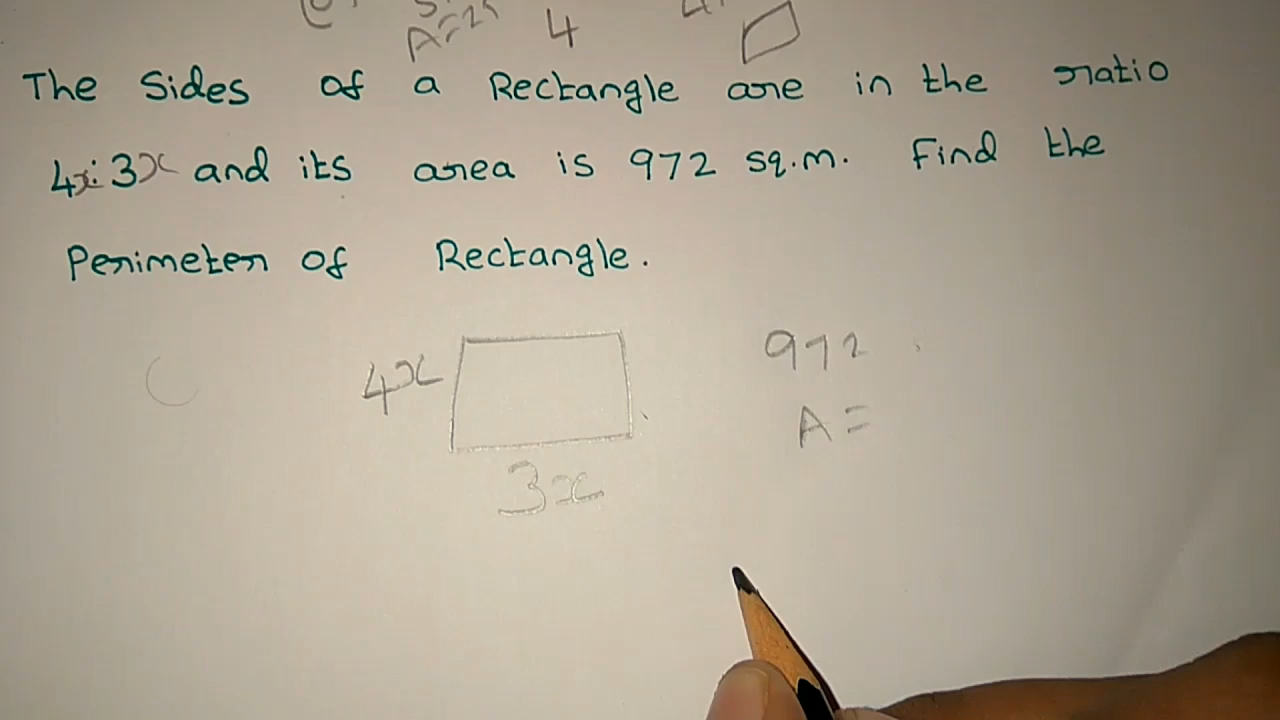 A=25
4
The Sides of a Rectangle are in the ratio
4x:3x and its area is 972 sq.m. Find the
Perimeter of Rectangle.
4x
972
A=
3x